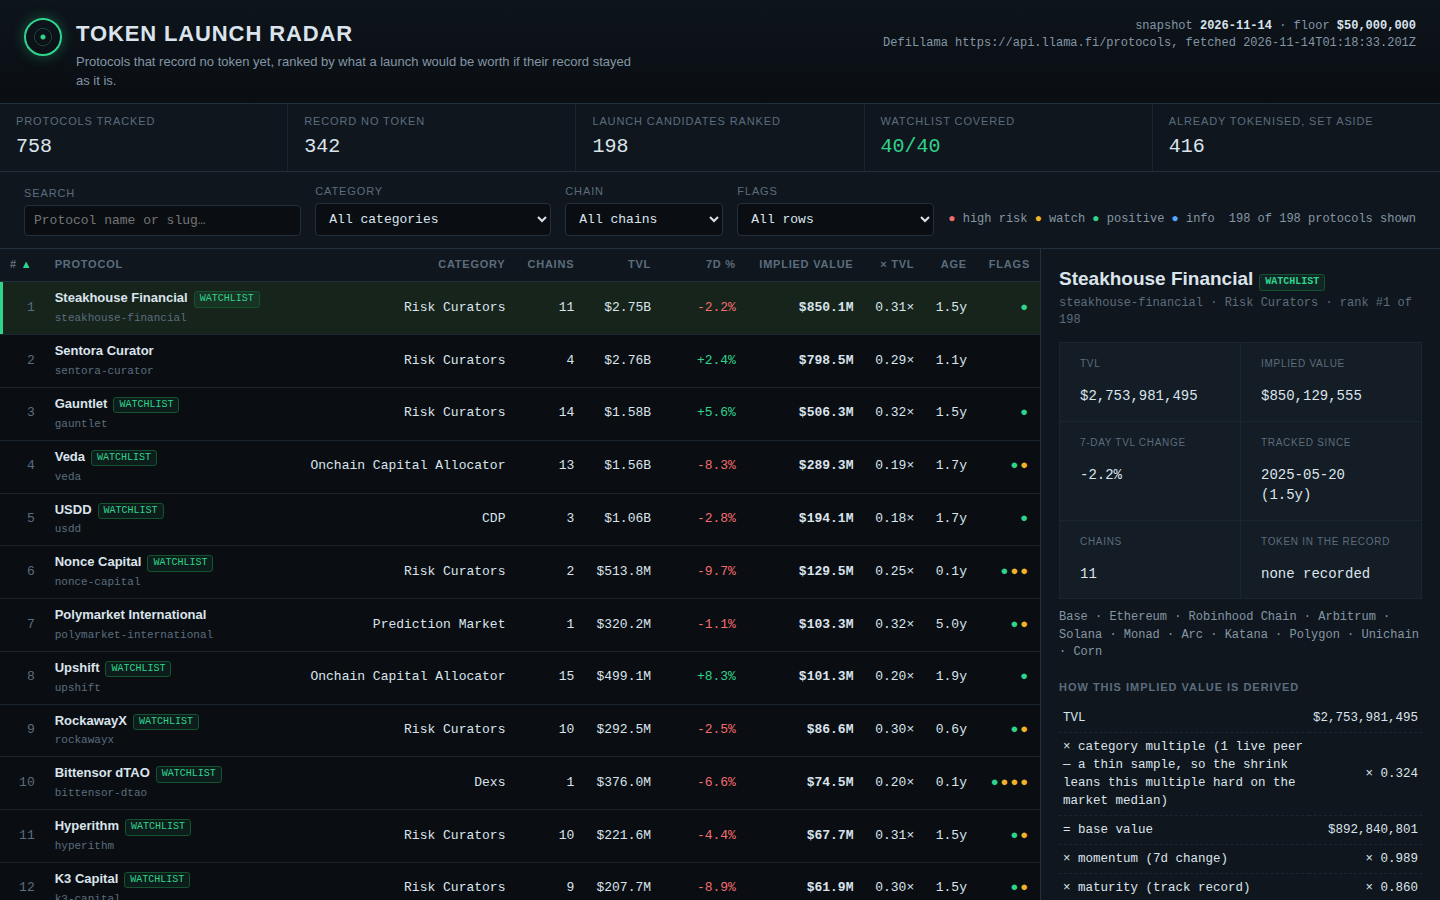 TOKEN LAUNCH RADAR
Protocols that record no token yet, ranked by what a launch would be worth if their record stayed
as it is.
snapshot 2026-11-14 · floor $50,000,000
DefiLlama https://api.llama.fi/protocols, fetched 2026-11-14T01:18:33.201Z
PROTOCOLS TRACKED
758
RECORD NO TOKEN
342
LAUNCH CANDIDATES RANKED
198
WATCHLIST COVERED
40/40
ALREADY TOKENISED, SET ASIDE
416
SEARCH
Protocol name or slug…
CATEGORY
All categories
CHAIN
All chains
FLAGS
All rows
● high risk ● watch ● positive ● info 198 of 198 protocols shown
# ▲ PROTOCOL CATEGORY CHAINS TVL 7D % IMPLIED VALUE × TVL AGE FLAGS
1 Steakhouse Financial WATCHLIST Risk Curators 11 $2.75B -2.2% $850.1M 0.31× 1.5y ●
steakhouse-financial
2 Sentora Curator Risk Curators 4 $2.76B +2.4% $798.5M 0.29× 1.1y
sentora-curator
3 Gauntlet WATCHLIST Risk Curators 14 $1.58B +5.6% $506.3M 0.32× 1.5y ●
gauntlet
4 Veda WATCHLIST Onchain Capital Allocator 13 $1.56B -8.3% $289.3M 0.19× 1.7y ●●
veda
5 USDD WATCHLIST CDP 3 $1.06B -2.8% $194.1M 0.18× 1.7y ●
usdd
6 Nonce Capital WATCHLIST Risk Curators 2 $513.8M -9.7% $129.5M 0.25× 0.1y ●●●
nonce-capital
7 Polymarket International Prediction Market 1 $320.2M -1.1% $103.3M 0.32× 5.0y ●●
polymarket-international
8 Upshift WATCHLIST Onchain Capital Allocator 15 $499.1M +8.3% $101.3M 0.20× 1.9y ●
upshift
9 RockawayX WATCHLIST Risk Curators 10 $292.5M -2.5% $86.6M 0.30× 0.6y ●●
rockawayx
10 Bittensor dTAO WATCHLIST Dexs 1 $376.0M -6.6% $74.5M 0.20× 0.1y ●●●●
bittensor-dtao
11 Hyperithm WATCHLIST Risk Curators 10 $221.6M -4.4% $67.7M 0.31× 1.5y ●●
hyperithm
12 K3 Capital WATCHLIST Risk Curators 9 $207.7M -8.9% $61.9M 0.30× 1.5y ●●
k3-capital
Steakhouse Financial WATCHLIST
steakhouse-financial · Risk Curators · rank #1 of
198
TVL
$2,753,981,495
IMPLIED VALUE
$850,129,555
7-DAY TVL CHANGE
-2.2%
TRACKED SINCE
2025-05-20
(1.5y)
CHAINS
11
TOKEN IN THE RECORD
none recorded
Base · Ethereum · Robinhood Chain · Arbitrum ·
Solana · Monad · Arc · Katana · Polygon · Unichain
· Corn
HOW THIS IMPLIED VALUE IS DERIVED
TVL $2,753,981,495
× category multiple (1 live peer
— a thin sample, so the shrink
leans this multiple hard on the
market median) × 0.324
= base value $892,840,801
× momentum (7d change) × 0.989
× maturity (track record) × 0.860